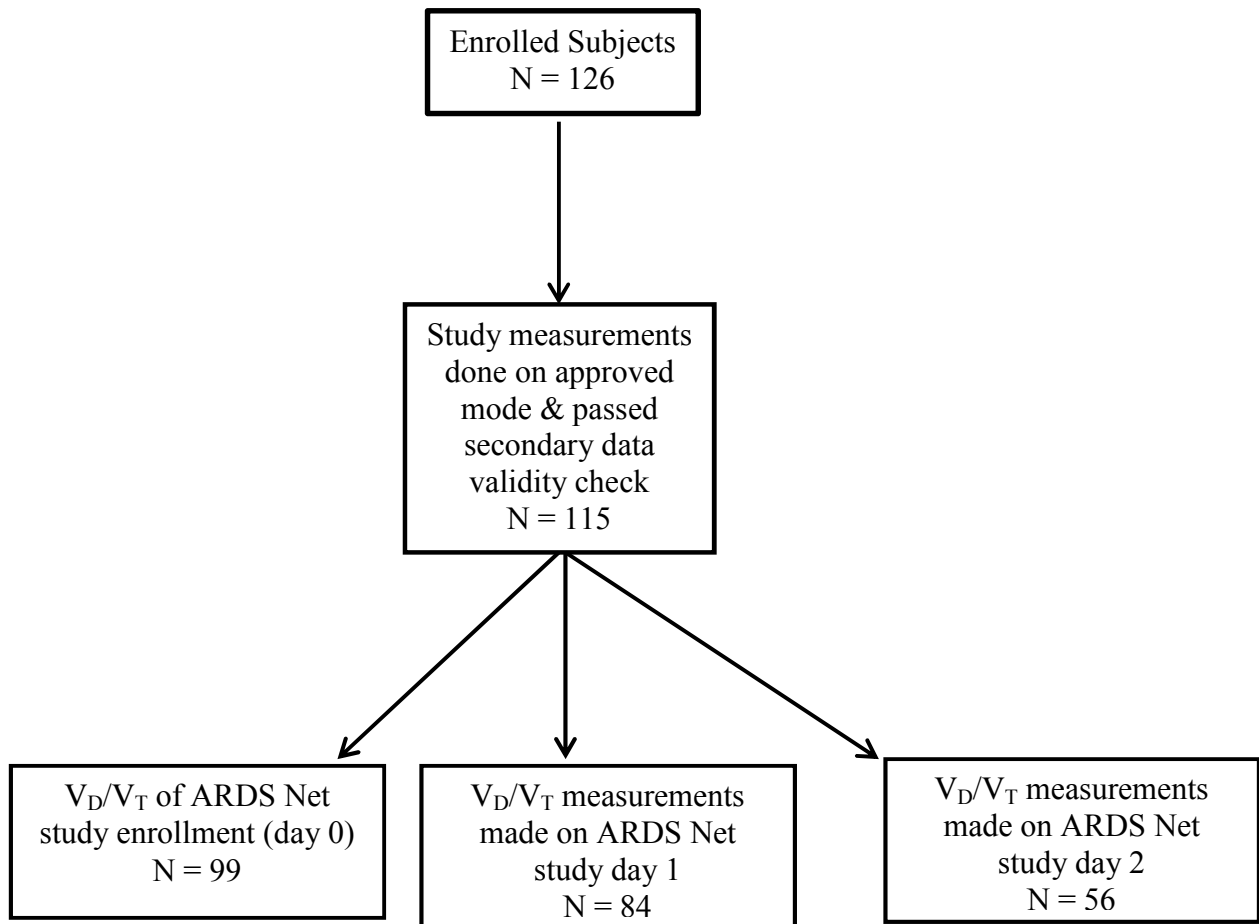 Enrolled Subjects
N = 126
Study measurements
done on approved
mode & passed
secondary data
validity check
N = 115
V_D/V_T of ARDS Net
study enrollment (day 0)
N = 99
V_D/V_T measurements
made on ARDS Net
study day 1
N = 84
V_D/V_T measurements
made on ARDS Net
study day 2
N = 56